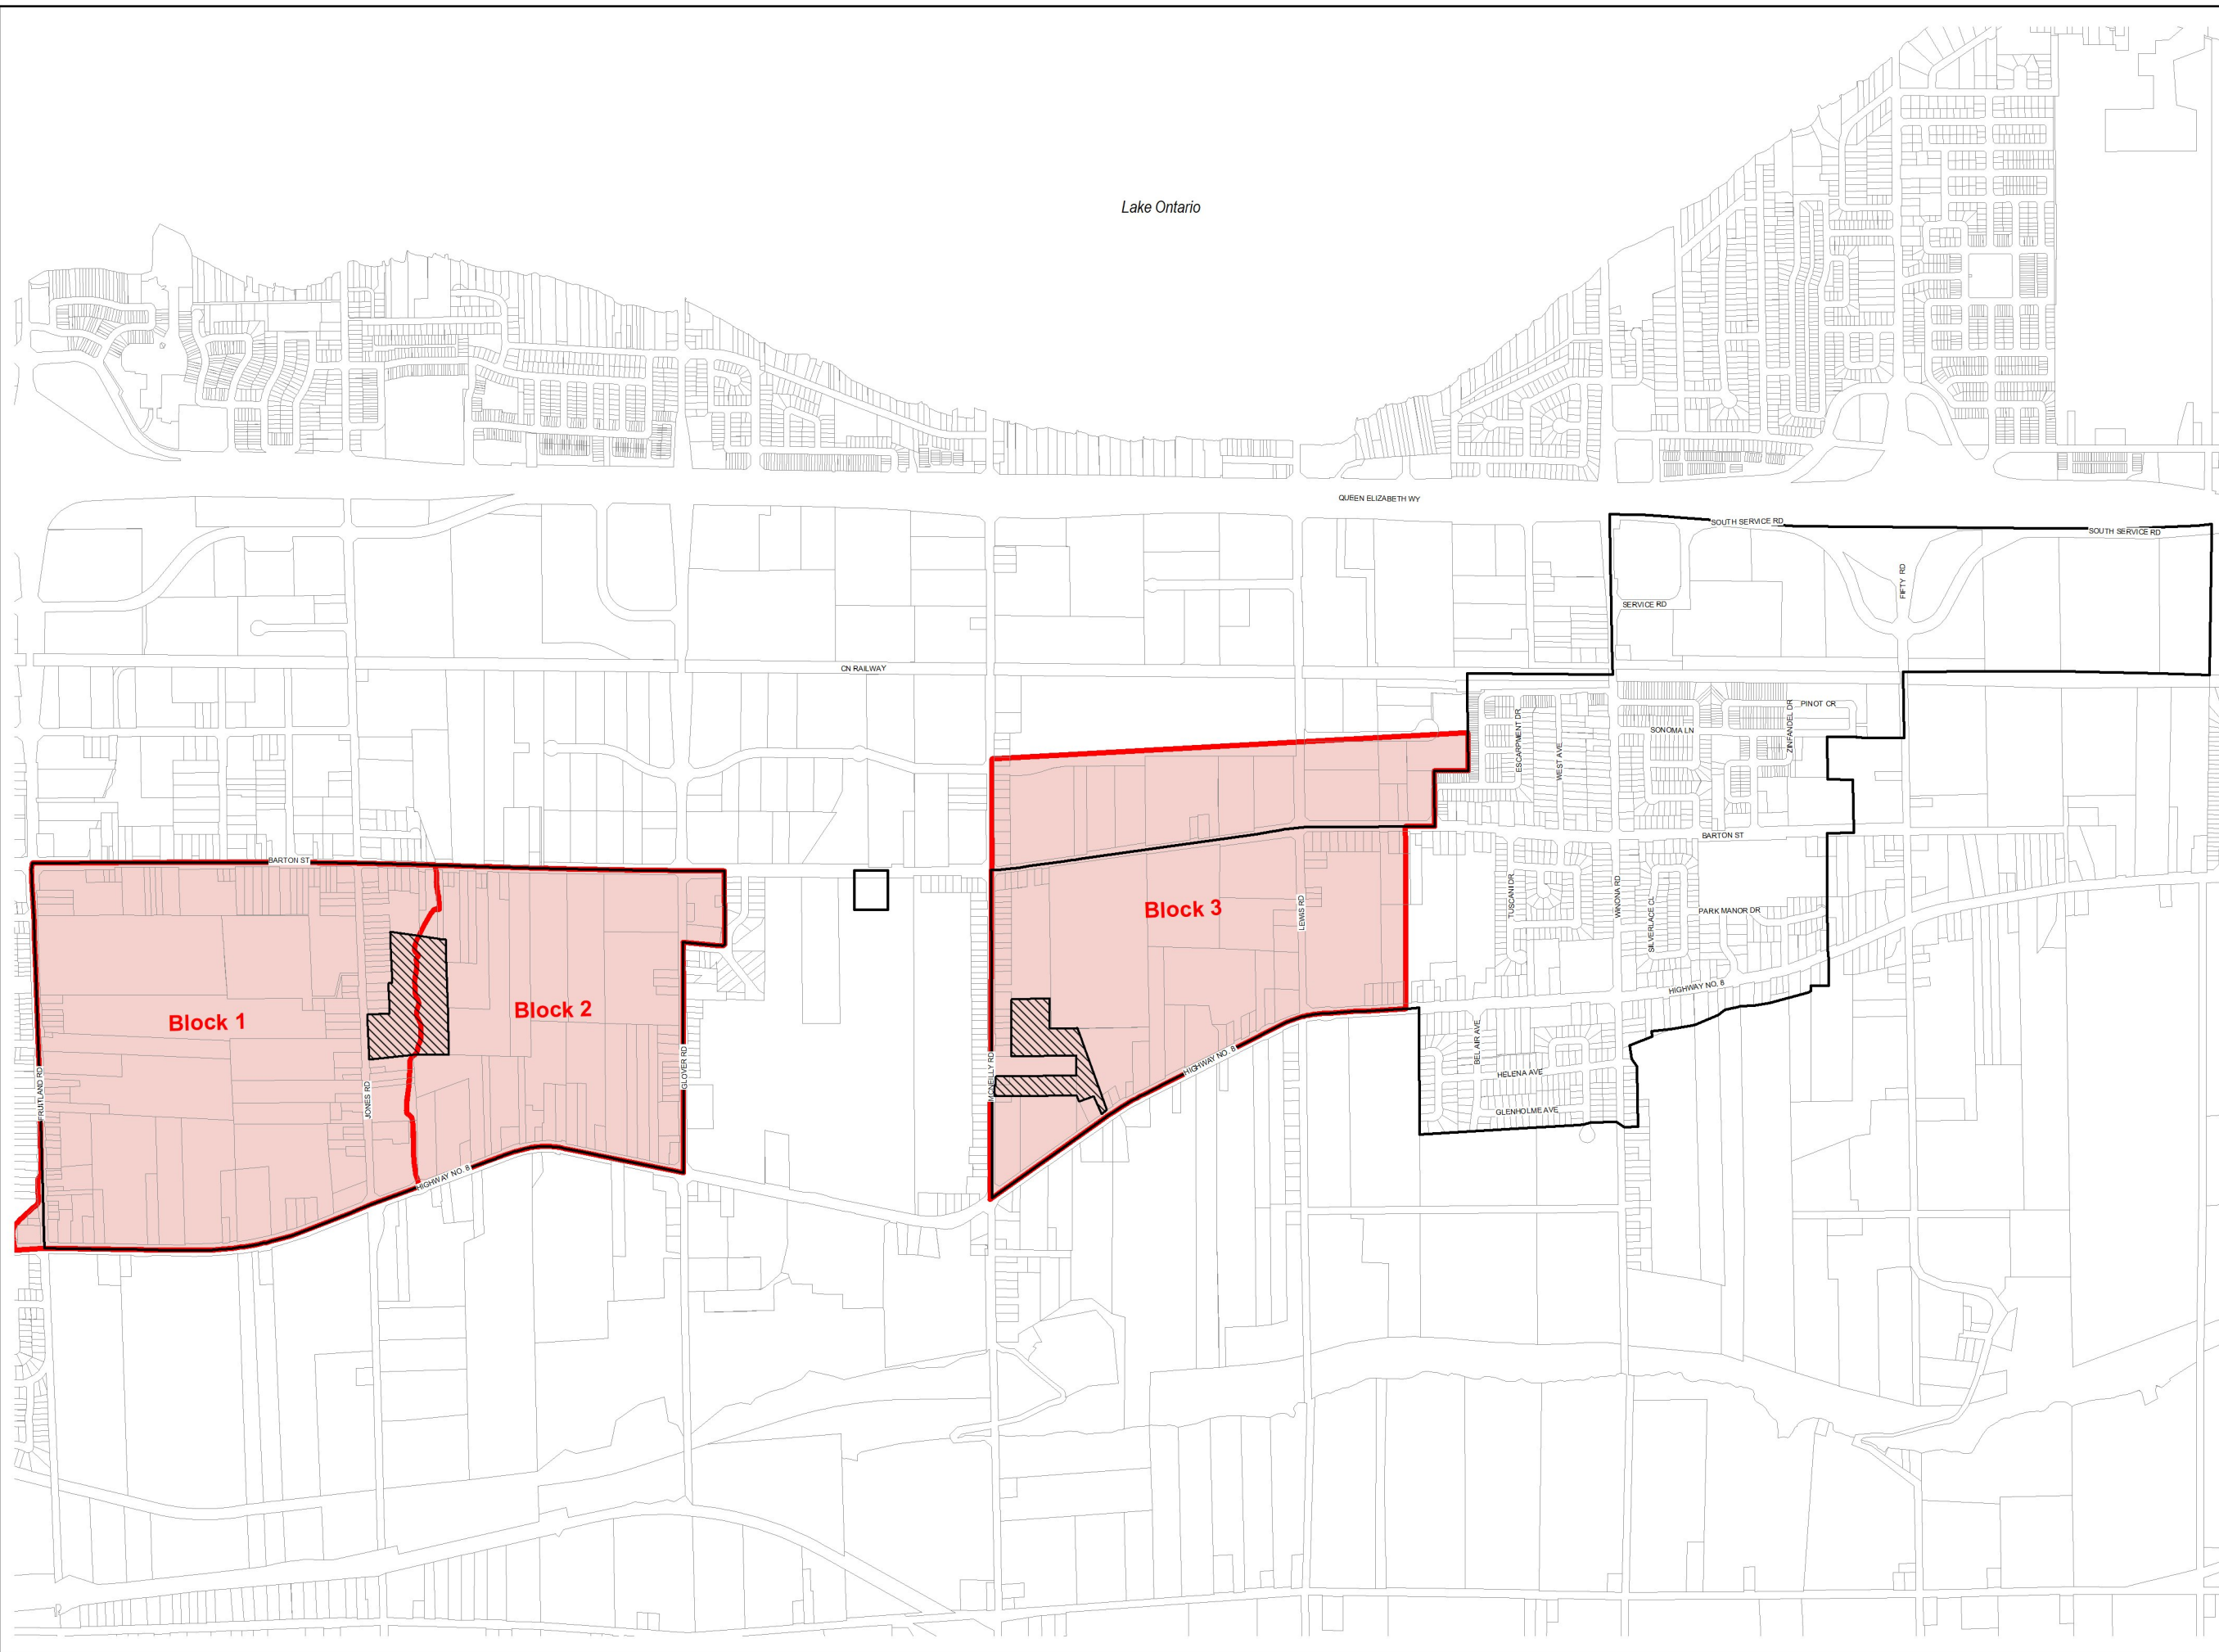 Lake Ontario
QUEEN ELIZABETH WY
SOUTH SERVICE RD
SOUTH SERVICE RD
FIFTY RD
SERVICE RD
CN RAILWAY
ESCARPMENT DR
WEST AVE
SONOMA LN
ZINFANDEL DR
PINOT CR
BARTON ST
BARTON ST
Block 3
LEWIS RD
TUSCANI DR
WINONA RD
SILVERLACE CL
PARK MANOR DR
HIGHWAY NO. 8
Block 1
Block 2
FRUITLAND RD
JONES RD
GLOVER RD
MCNEILLY RD
HIGHWAY NO. 8
BEL AIR AVE
HELENA AVE
GLENHOLME AVE
HIGHWAY NO. 8